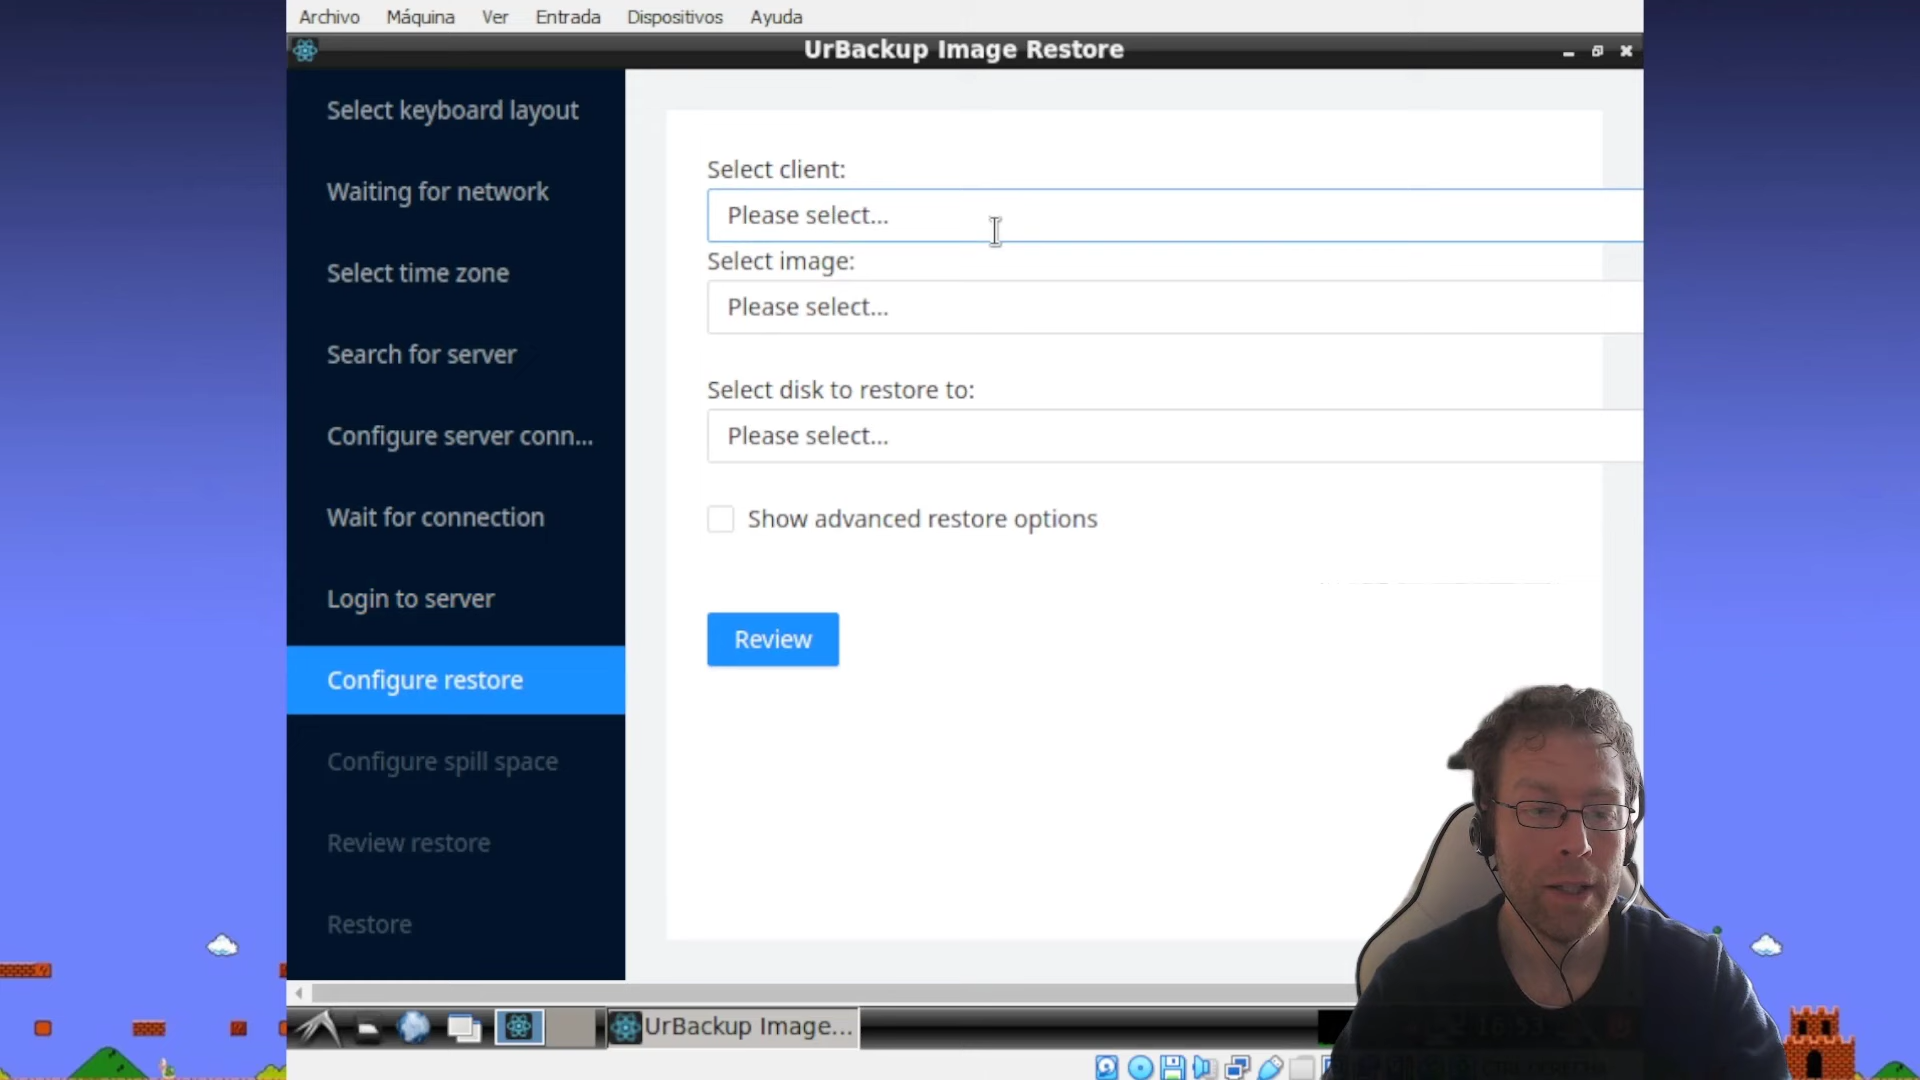 Archivo Máquina Ver Entrada Dispositivos Ayuda
UrBackup Image Restore
Select keyboard layout
Waiting for network
Select time zone
Search for server
Configure server conn...
Wait for connection
Login to server
Configure restore
Configure spill space
Review restore
Restore
Select client:
Please select...
Select image:
Please select...
Select disk to restore to:
Please select...
Show advanced restore options
Review
UrBackup Image...